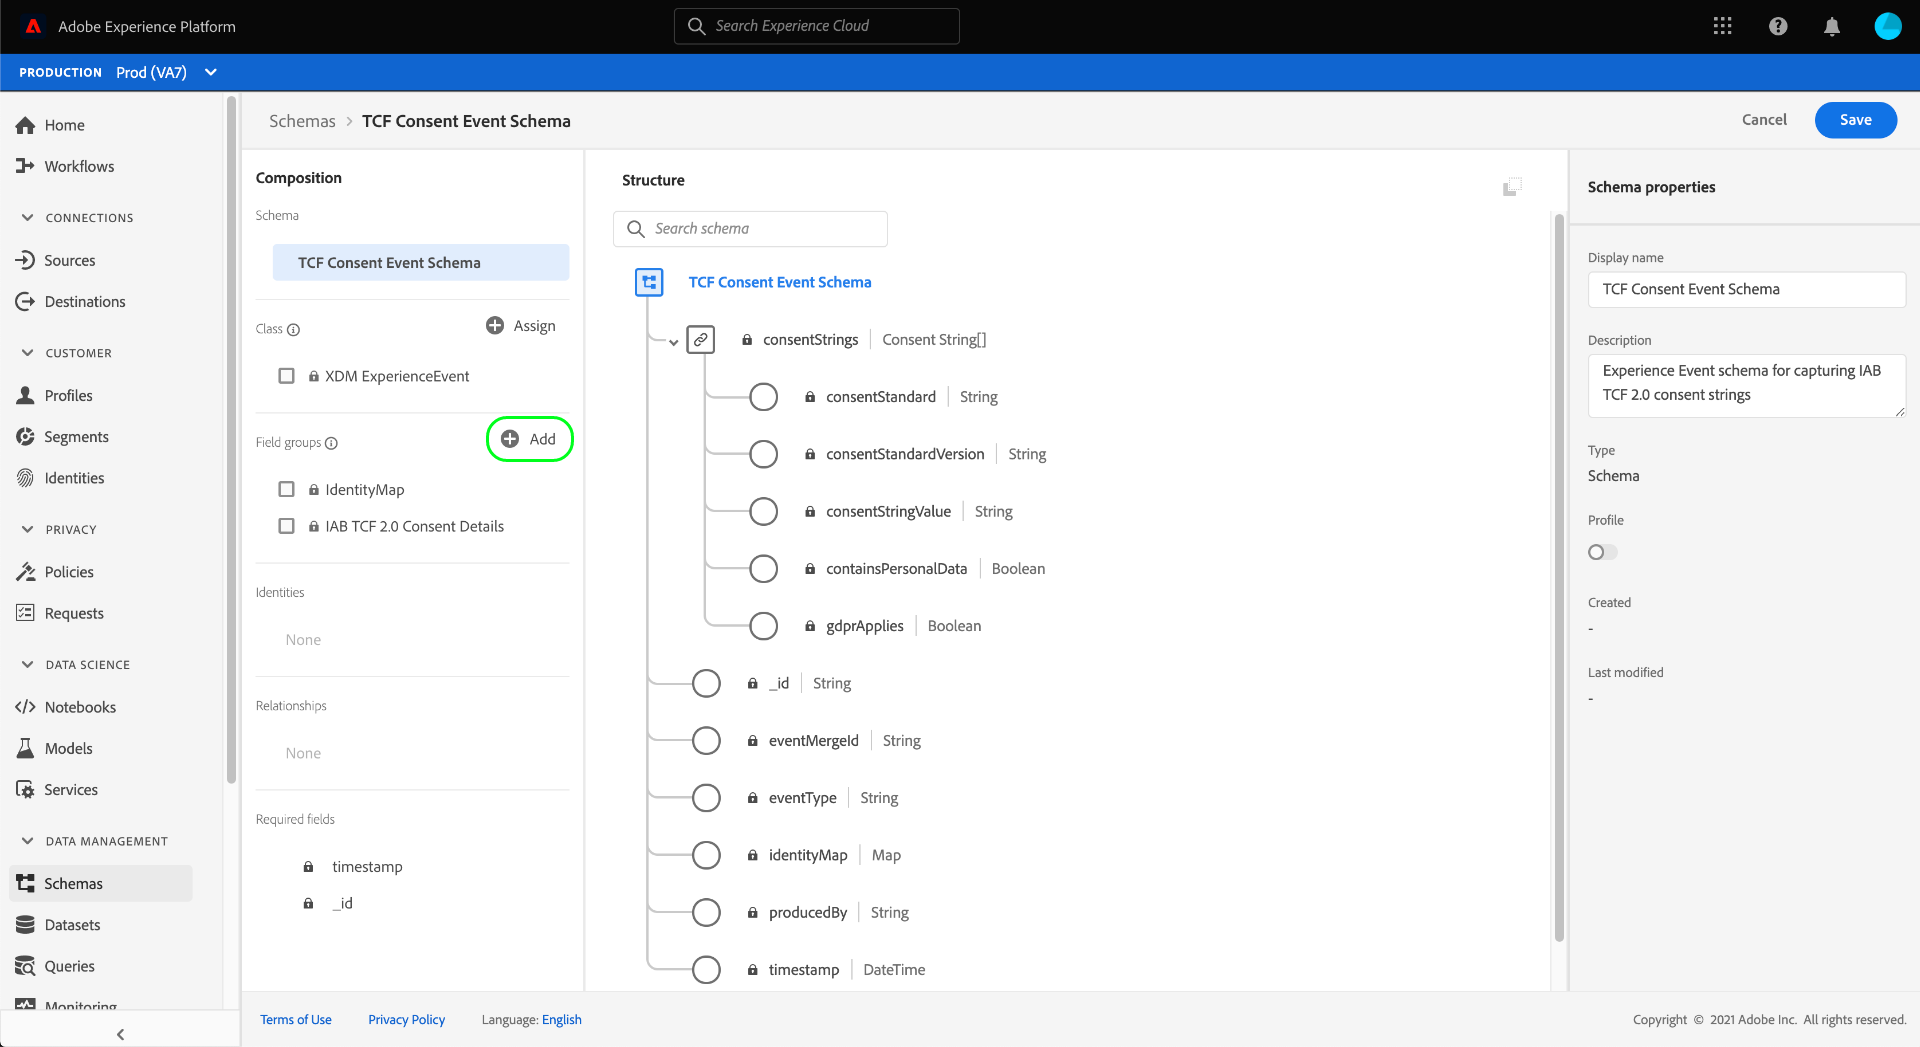 Adobe Experience Platform
Search Experience Cloud
PRODUCTION Prod (VA7)
Home
Workflows
CONNECTIONS
Sources
Destinations
CUSTOMER
Profiles
Segments
Identities
PRIVACY
Policies
Requests
DATA SCIENCE
Notebooks
Models
Services
DATA MANAGEMENT
Schemas
Datasets
Queries
Monitoring
Schemas > TCF Consent Event Schema
Cancel
Save
Composition
Schema
TCF Consent Event Schema
Class
Assign
XDM ExperienceEvent
Field groups
Add
IdentityMap
IAB TCF 2.0 Consent Details
Identities
None
Relationships
None
Required fields
timestamp
_id
Structure
Search schema
TCF Consent Event Schema
consentStrings | Consent String[]
consentStandard | String
consentStandardVersion | String
consentStringValue | String
containsPersonalData | Boolean
gdprApplies | Boolean
_id | String
eventMergeId | String
eventType | String
identityMap | Map
producedBy | String
timestamp | DateTime
Schema properties
Display name
TCF Consent Event Schema
Description
Experience Event schema for capturing IAB
TCF 2.0 consent strings
Type
Schema
Profile
Created
-
Last modified
-
Terms of Use
Privacy Policy
Language: English
Copyright © 2021 Adobe Inc. All rights reserved.